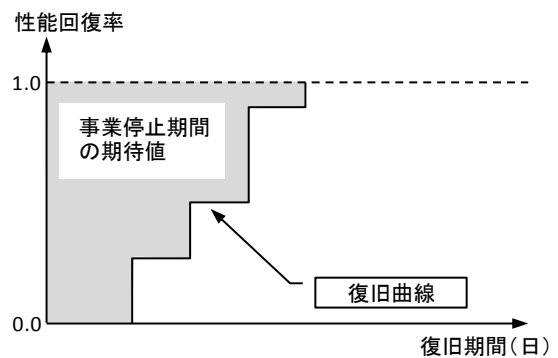 性能回復率
1.0
事業停止期間
の期待値
復旧曲線
0.0
復旧期間(日)